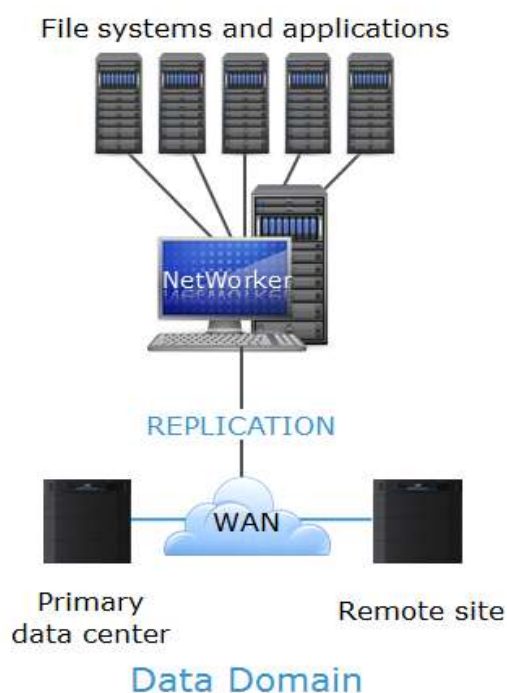 File systems and applications
NetWorker
REPLICATION
WAN
Primary
data center
Remote site
Data Domain